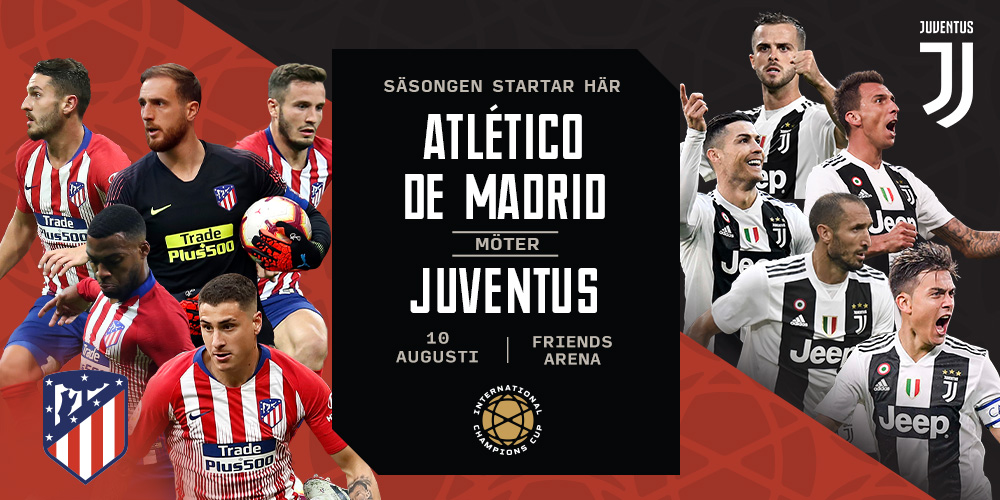 SÄSONGEN STARTAR HÄR
ATLÉTICO
DE MADRID
MÖTER
JUVENTUS
10
AUGUSTI
FRIENDS
ARENA
INTERNATIONAL
CHAMPIONS CUP
JUVENTUS
Trade
Plus500
Trade
Plus500
Trade
Plus500
Jeep
Jeep
Jeep
Jeep
adidas